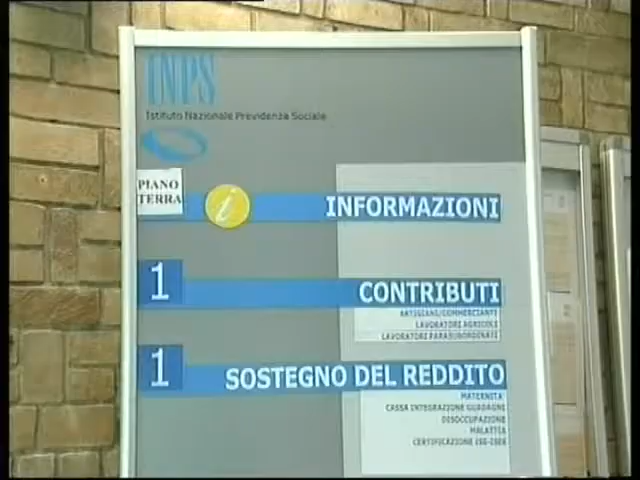 INPS
Istituto Nazionale Previdenza Sociale
PIANO
TERRA
i
INFORMAZIONI
1
CONTRIBUTI
ARTIGIANI/COMMERCIANTI
LAVORATORI AGRICOLI
LAVORATORI PARASUBORDINATI
1
SOSTEGNO DEL REDDITO
MATERNITA'
CASSA INTEGRAZIONE GUADAGNI
DISOCCUPAZIONE
MALATTIA
CERTIFICAZIONE ISE-ISEE